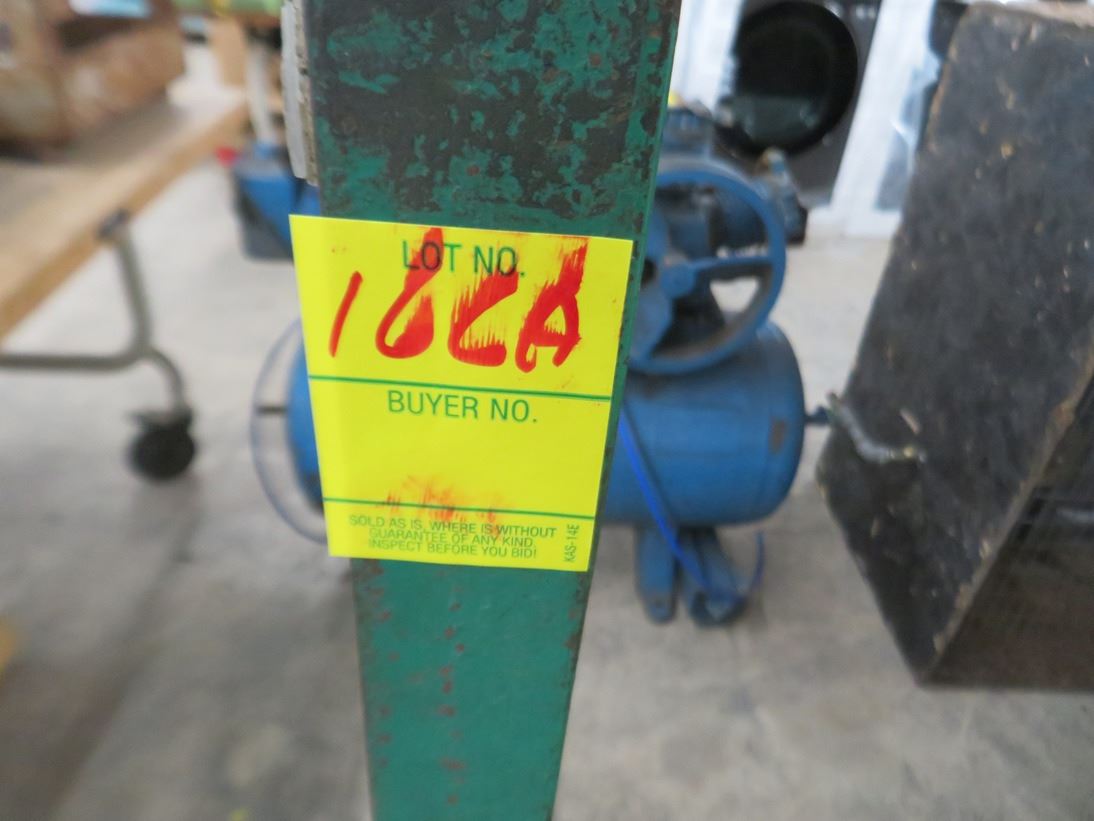 LOT NO.
166A
BUYER NO.
SOLD AS IS, WHERE IS WITHOUT
GUARANTEE OF ANY KIND.
INSPECT BEFORE YOU BID!
KAS-14E